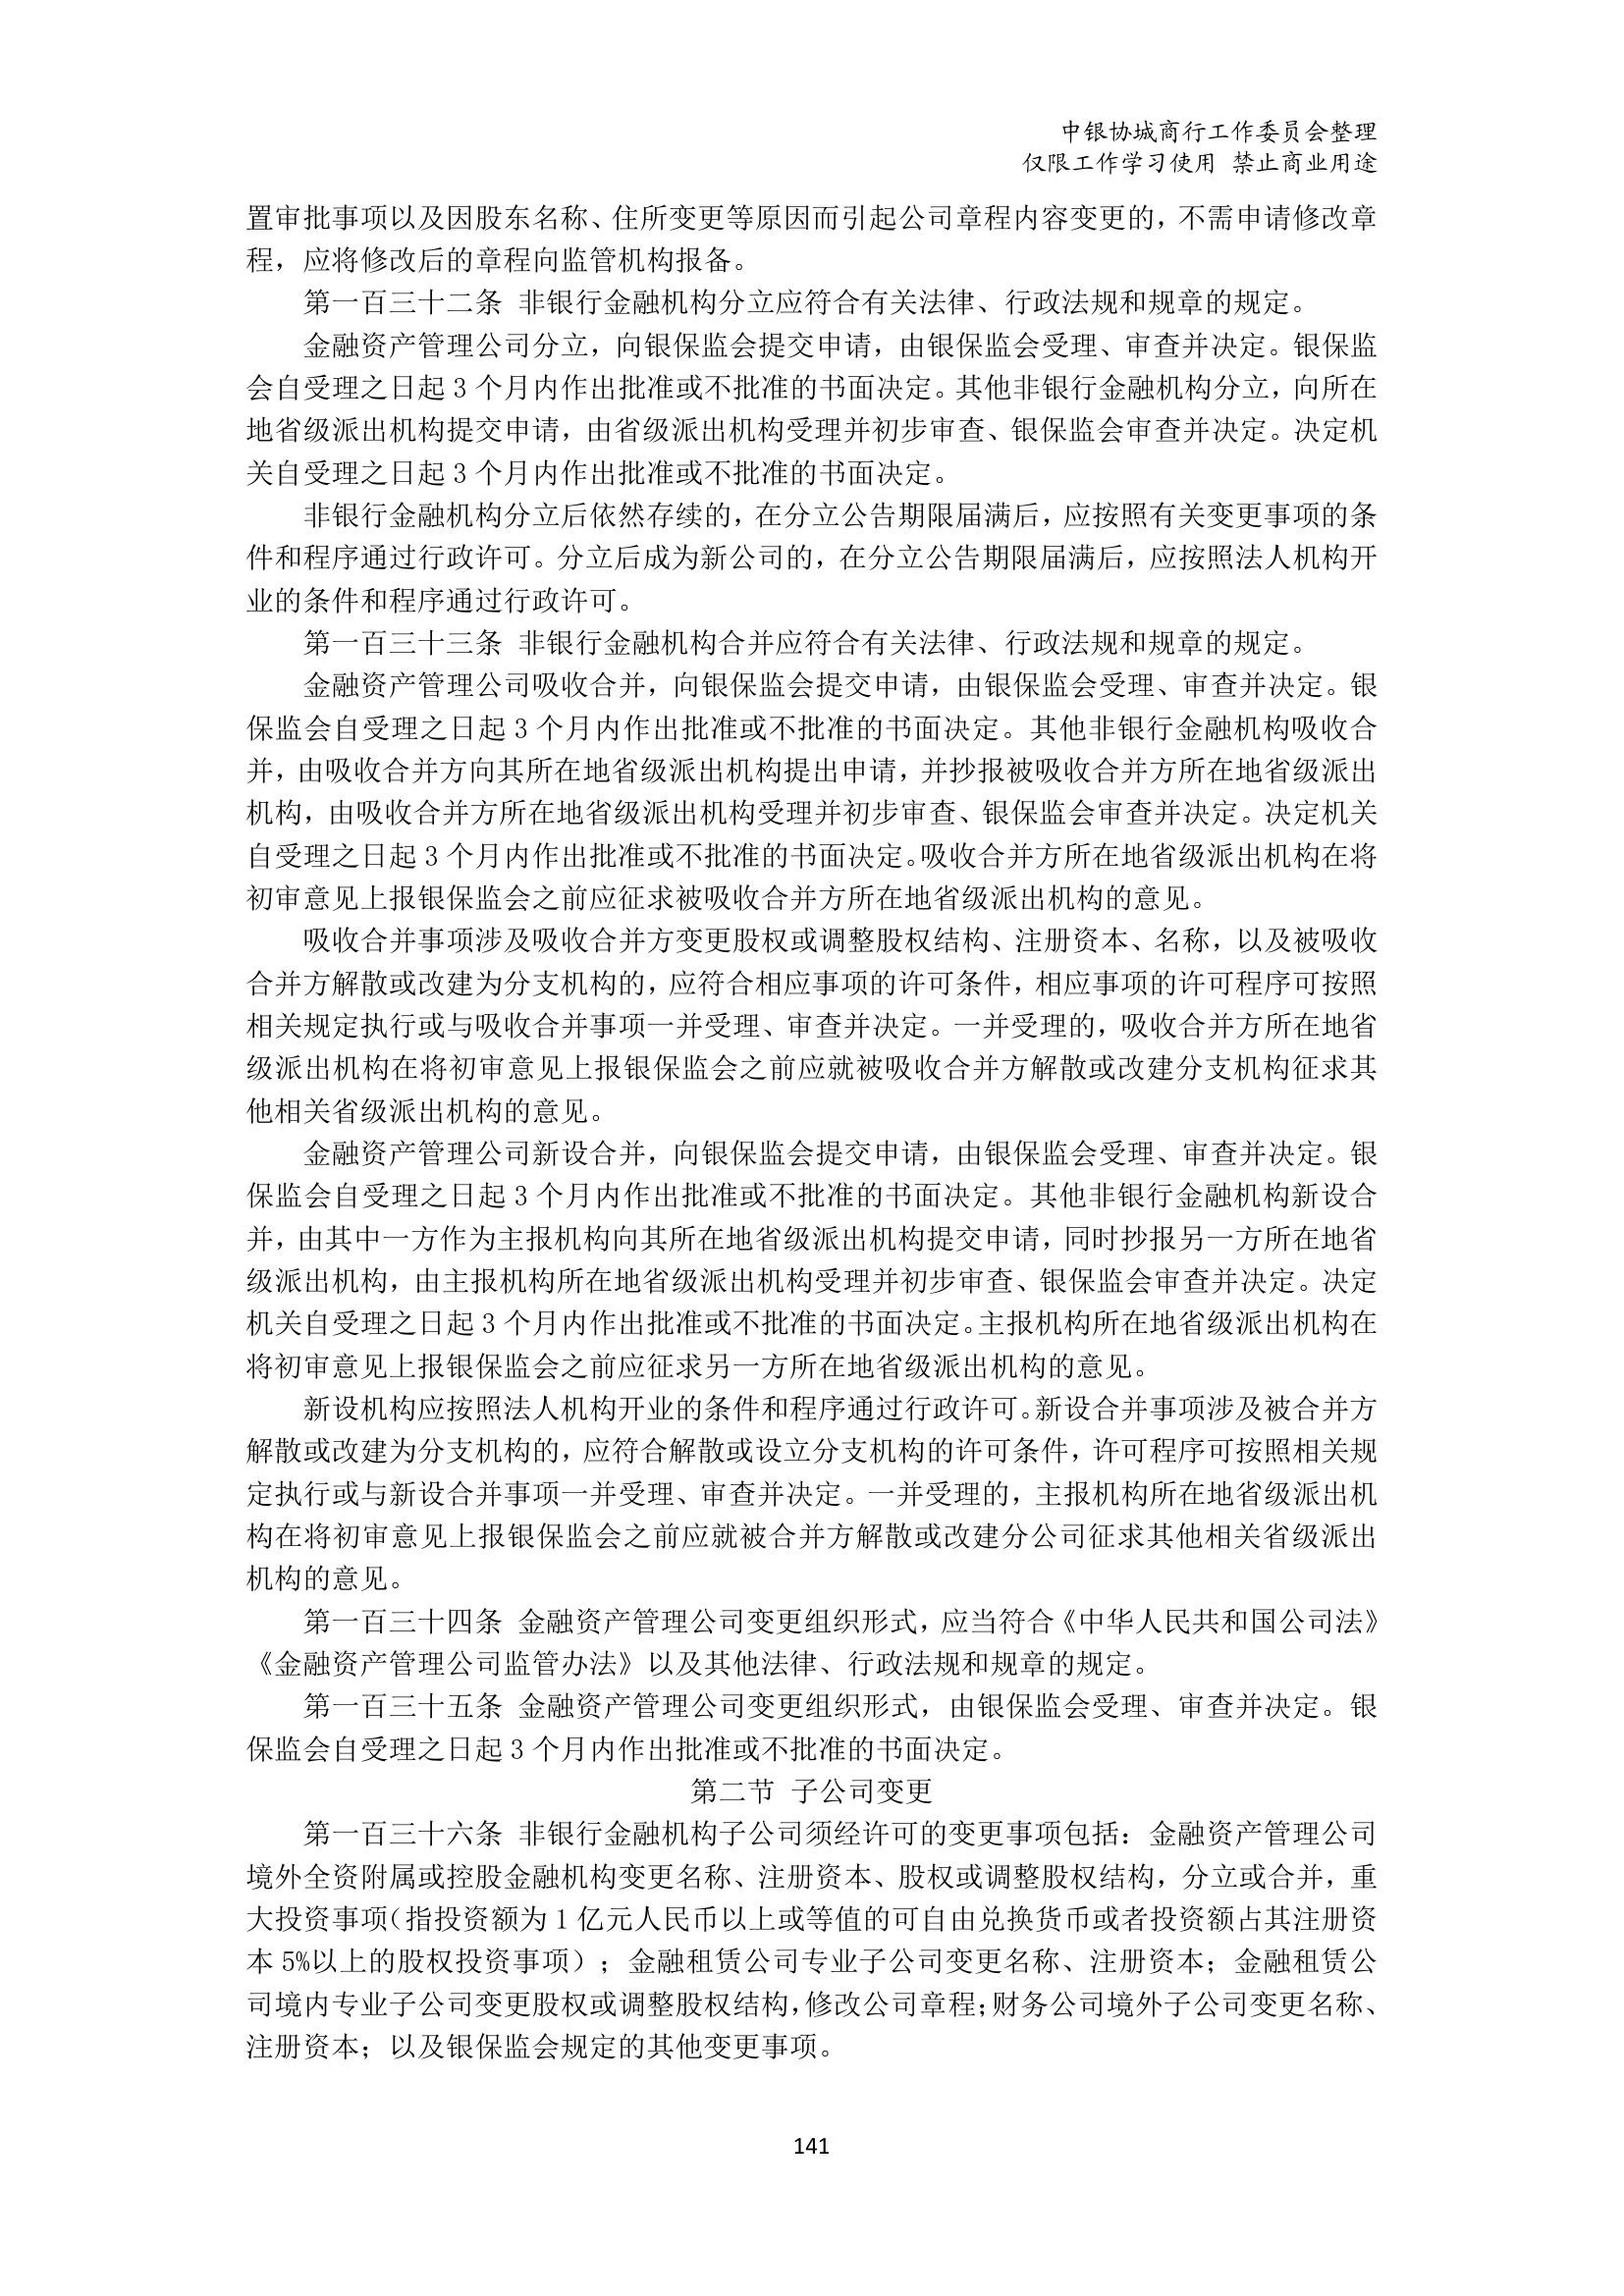 中银协城商行工作委员会整理
仅限工作学习使用 禁止商业用途
置审批事项以及因股东名称、住所变更等原因而引起公司章程内容变更的，不需申请修改章
程，应将修改后的章程向监管机构报备。
第一百三十二条 非银行金融机构分立应符合有关法律、行政法规和规章的规定。
金融资产管理公司分立，向银保监会提交申请，由银保监会受理、审查并决定。银保监
会自受理之日起 3 个月内作出批准或不批准的书面决定。其他非银行金融机构分立，向所在
地省级派出机构提交申请，由省级派出机构受理并初步审查、银保监会审查并决定。决定机
关自受理之日起 3 个月内作出批准或不批准的书面决定。
非银行金融机构分立后依然存续的，在分立公告期限届满后，应按照有关变更事项的条
件和程序通过行政许可。分立后成为新公司的，在分立公告期限届满后，应按照法人机构开
业的条件和程序通过行政许可。
第一百三十三条 非银行金融机构合并应符合有关法律、行政法规和规章的规定。
金融资产管理公司吸收合并，向银保监会提交申请，由银保监会受理、审查并决定。银
保监会自受理之日起 3 个月内作出批准或不批准的书面决定。其他非银行金融机构吸收合
并，由吸收合并方向其所在地省级派出机构提出申请，并抄报被吸收合并方所在地省级派出
机构，由吸收合并方所在地省级派出机构受理并初步审查、银保监会审查并决定。决定机关
自受理之日起 3 个月内作出批准或不批准的书面决定。吸收合并方所在地省级派出机构在将
初审意见上报银保监会之前应征求被吸收合并方所在地省级派出机构的意见。
吸收合并事项涉及吸收合并方变更股权或调整股权结构、注册资本、名称，以及被吸收
合并方解散或改建为分支机构的，应符合相应事项的许可条件，相应事项的许可程序可按照
相关规定执行或与吸收合并事项一并受理、审查并决定。一并受理的，吸收合并方所在地省
级派出机构在将初审意见上报银保监会之前应就被吸收合并方解散或改建分支机构征求其
他相关省级派出机构的意见。
金融资产管理公司新设合并，向银保监会提交申请，由银保监会受理、审查并决定。银
保监会自受理之日起 3 个月内作出批准或不批准的书面决定。其他非银行金融机构新设合
并，由其中一方作为主报机构向其所在地省级派出机构提交申请，同时抄报另一方所在地省
级派出机构，由主报机构所在地省级派出机构受理并初步审查、银保监会审查并决定。决定
机关自受理之日起 3 个月内作出批准或不批准的书面决定。主报机构所在地省级派出机构在
将初审意见上报银保监会之前应征求另一方所在地省级派出机构的意见。
新设机构应按照法人机构开业的条件和程序通过行政许可。新设合并事项涉及被合并方
解散或改建为分支机构的，应符合解散或设立分支机构的许可条件，许可程序可按照相关规
定执行或与新设合并事项一并受理、审查并决定。一并受理的，主报机构所在地省级派出机
构在将初审意见上报银保监会之前应就被合并方解散或改建分公司征求其他相关省级派出
机构的意见。
第一百三十四条 金融资产管理公司变更组织形式，应当符合《中华人民共和国公司法》
《金融资产管理公司监管办法》以及其他法律、行政法规和规章的规定。
第一百三十五条 金融资产管理公司变更组织形式，由银保监会受理、审查并决定。银
保监会自受理之日起 3 个月内作出批准或不批准的书面决定。
第二节 子公司变更
第一百三十六条 非银行金融机构子公司须经许可的变更事项包括：金融资产管理公司
境外全资附属或控股金融机构变更名称、注册资本、股权或调整股权结构，分立或合并，重
大投资事项（指投资额为 1 亿元人民币以上或等值的可自由兑换货币或者投资额占其注册资
本 5%以上的股权投资事项）；金融租赁公司专业子公司变更名称、注册资本；金融租赁公
司境内专业子公司变更股权或调整股权结构，修改公司章程；财务公司境外子公司变更名称、
注册资本；以及银保监会规定的其他变更事项。
141